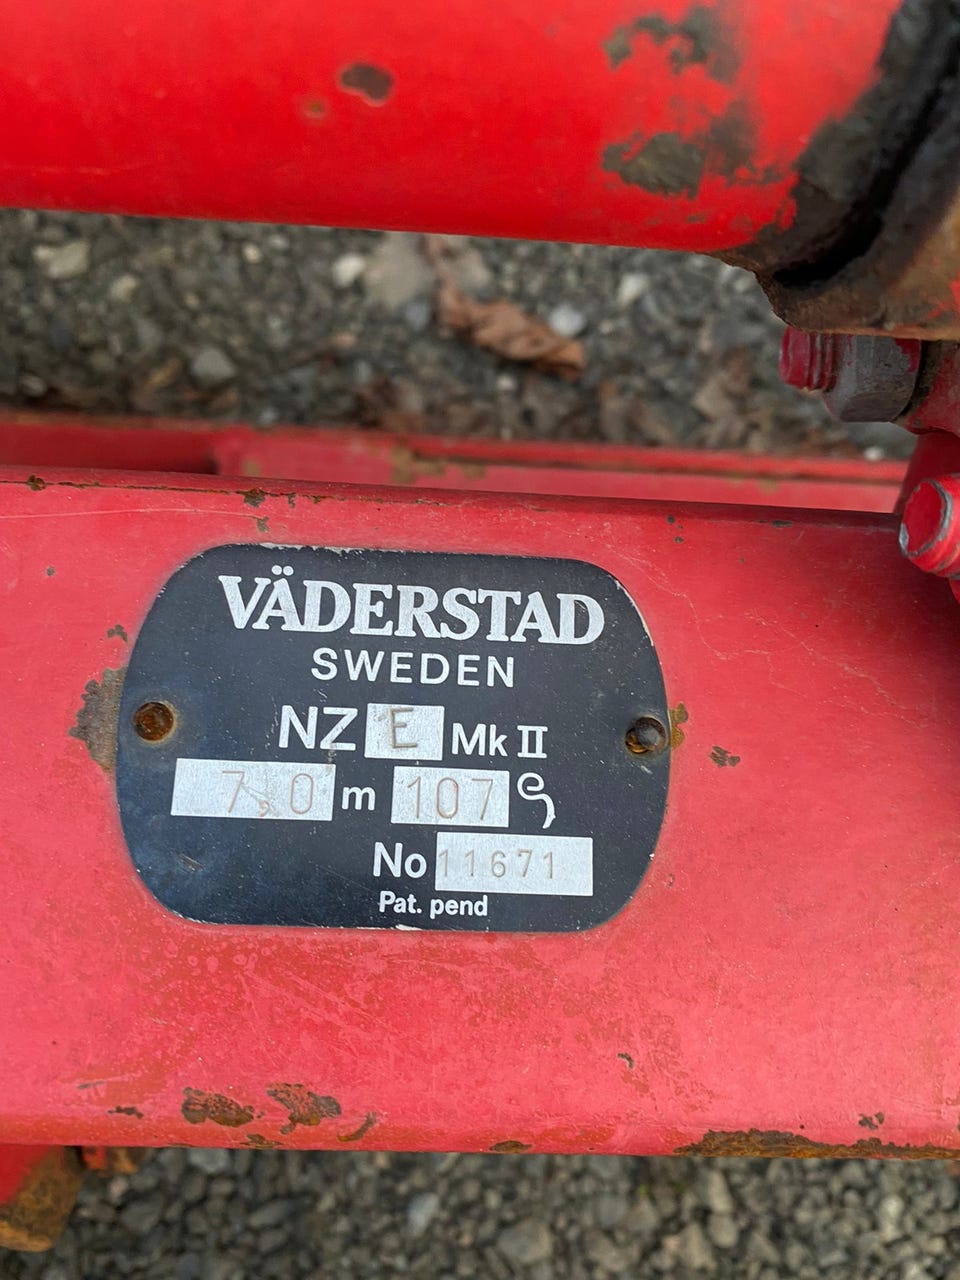 VÄDERSTAD
SWEDEN
NZ E Mk II
7,0 m 107
No 11671
Pat. pend